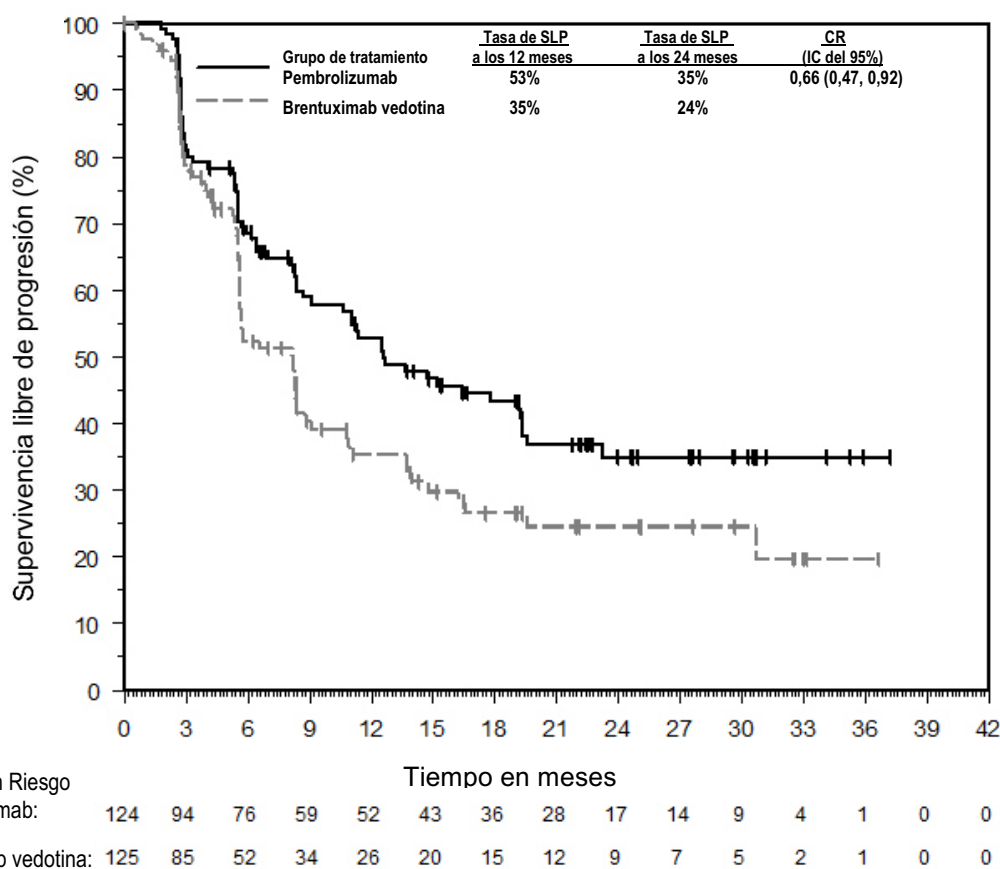 Tasa de SLP Tasa de SLP CR
Grupo de tratamiento a los 12 meses a los 24 meses (IC del 95%)
Pembrolizumab 53% 35% 0,66 (0,47, 0,92)
Brentuximab vedotina 35% 24%
Supervivencia libre de progresión (%)
100
90
80
70
60
50
40
30
20
10
0
0 3 6 9 12 15 18 21 24 27 30 33 36 39 42
Tiempo en meses
n Riesgo
mab: 124 94 76 59 52 43 36 28 17 14 9 4 1 0 0
b vedotina: 125 85 52 34 26 20 15 12 9 7 5 2 1 0 0